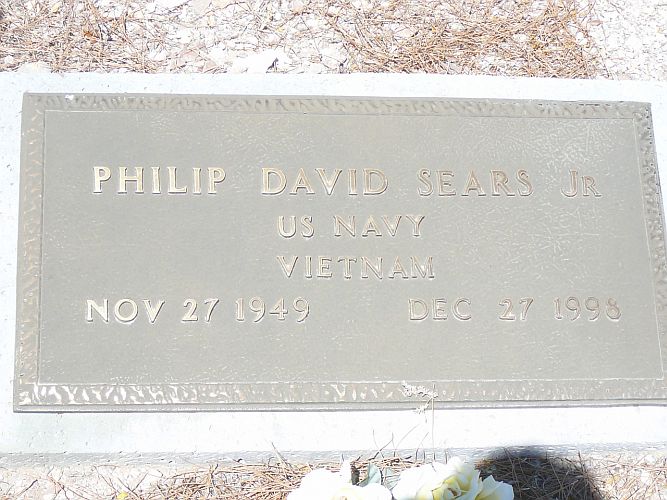 PHILIP DAVID SEARS JR
US NAVY
VIETNAM
NOV 27 1949 DEC 27 1998